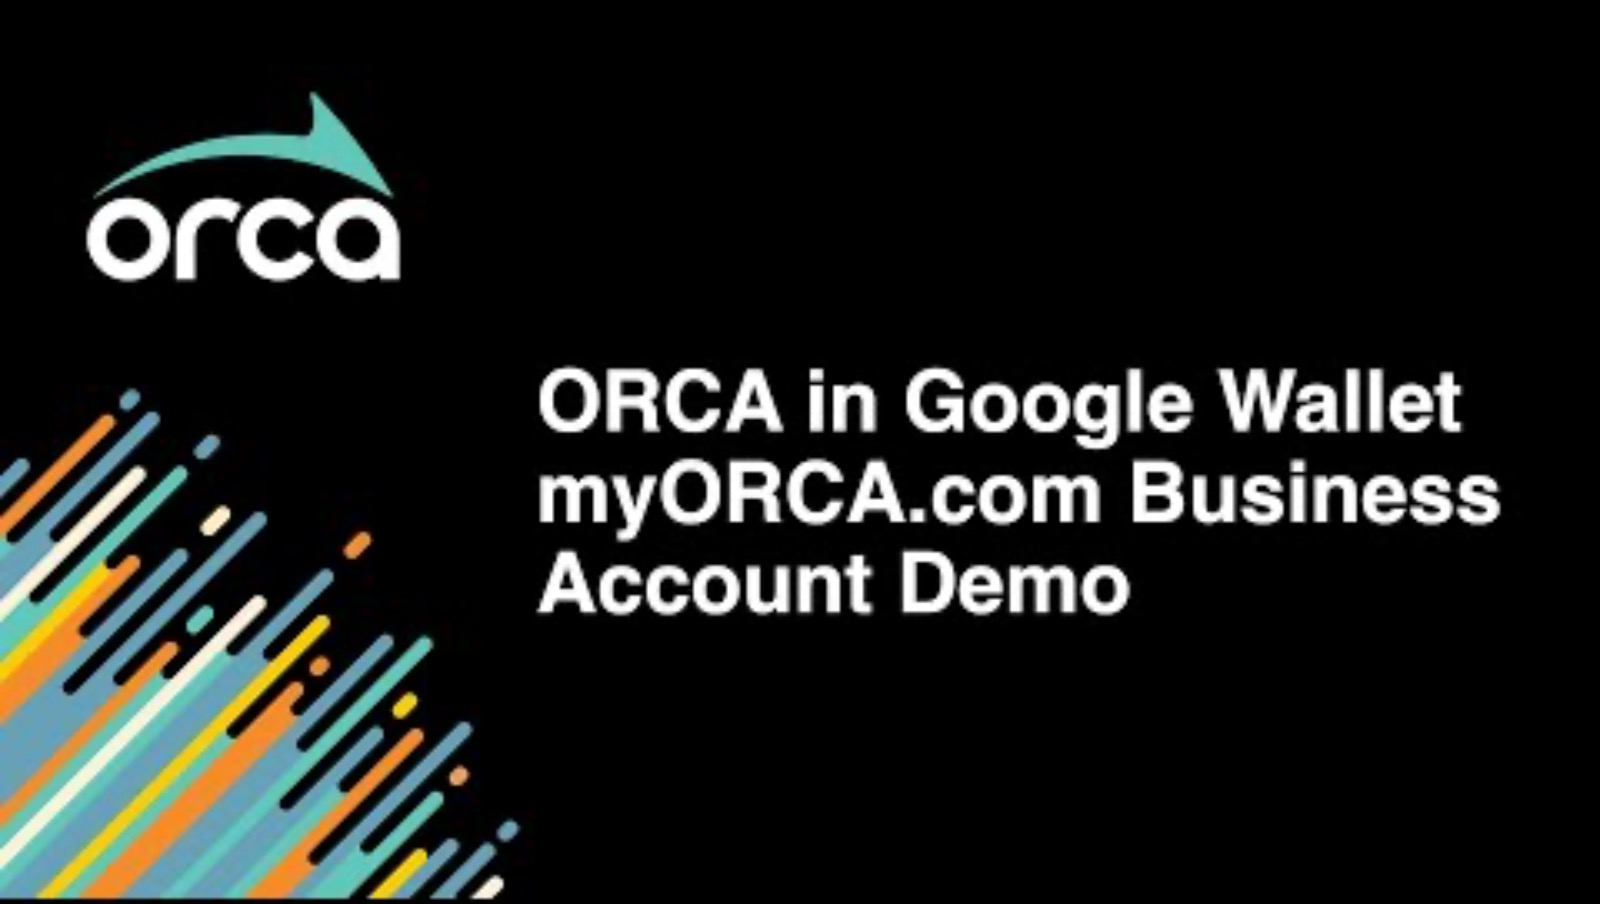 orca
ORCA in Google Wallet
myORCA.com Business
Account Demo